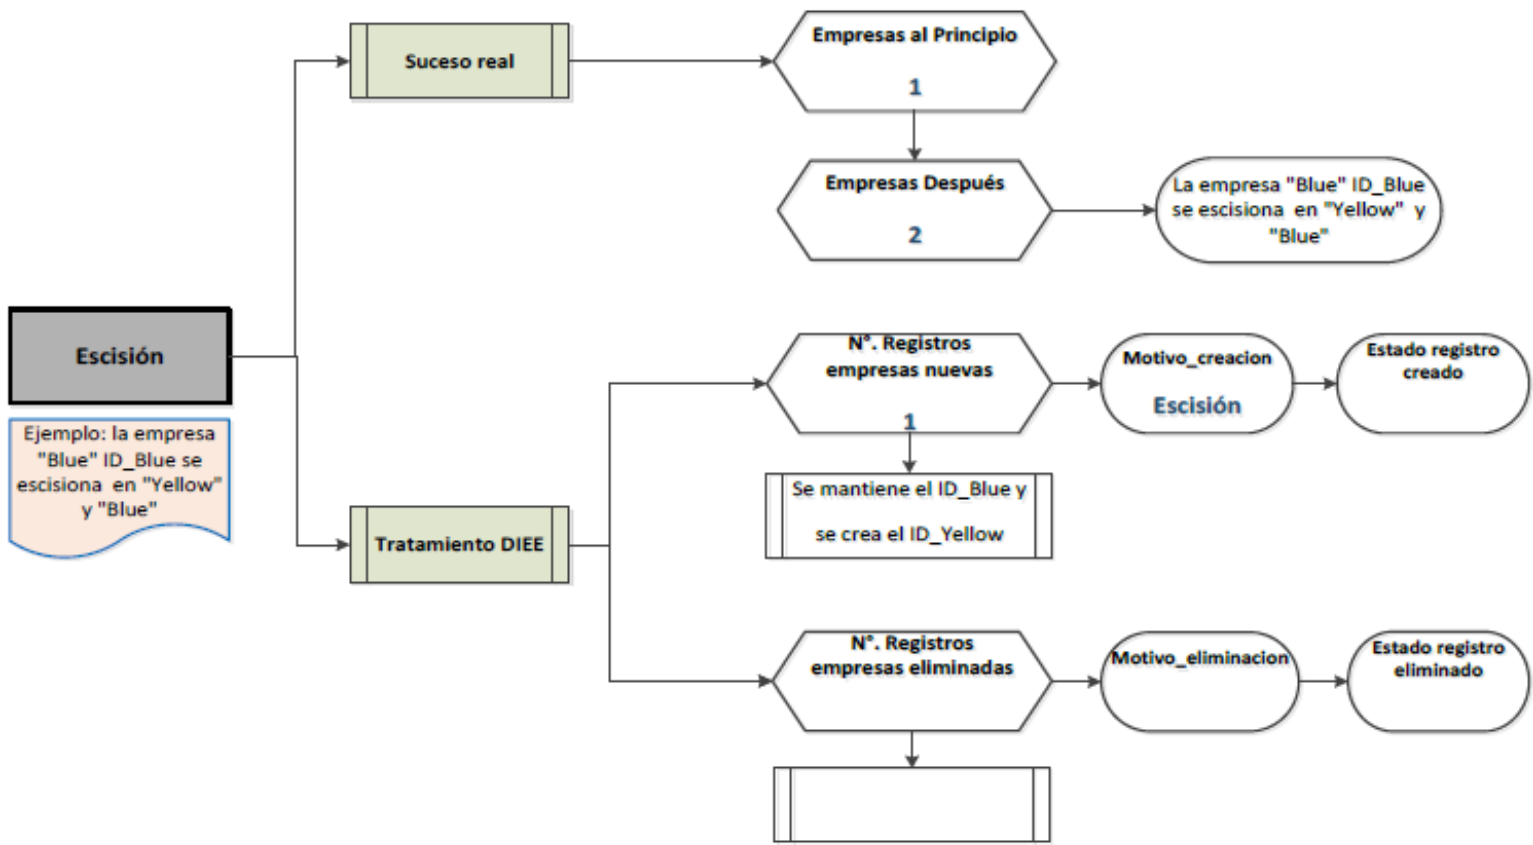 Suceso real
Empresas al Principio
1
Empresas Después
2
La empresa "Blue" ID_Blue
se escisiona en "Yellow" y
"Blue"
Escisión
Ejemplo: la empresa
"Blue" ID_Blue se
escisiona en "Yellow"
y "Blue"
Tratamiento DIEE
N°. Registros
empresas nuevas
1
Motivo_creacion
Escisión
Estado registro
creado
Se mantiene el ID_Blue y
se crea el ID_Yellow
N°. Registros
empresas eliminadas
Motivo_eliminacion
Estado registro
eliminado